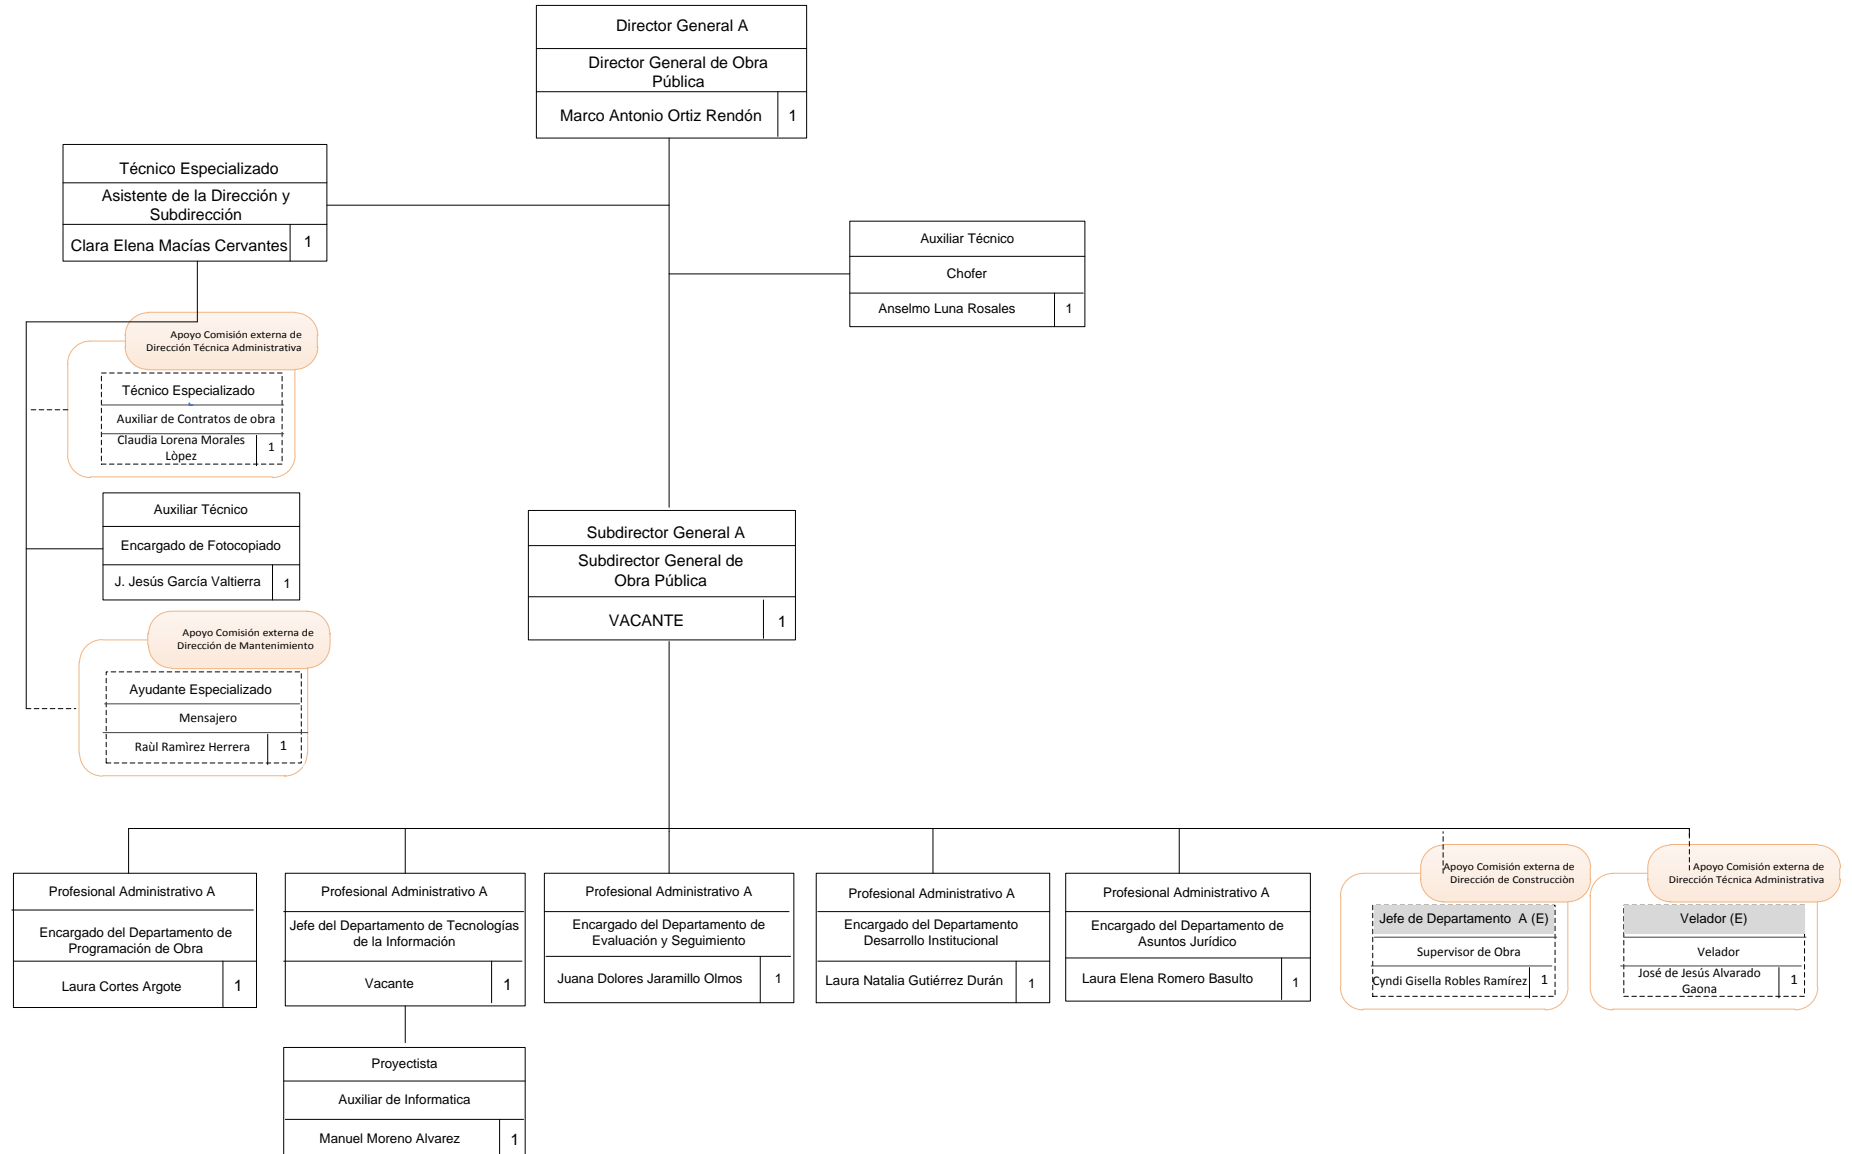 Director General A
Director General de Obra
Pública
Marco Antonio Ortiz Rendón 1
Técnico Especializado
Asistente de la Dirección y
Subdirección
Clara Elena Macías Cervantes 1
Auxiliar Técnico
Chofer
Anselmo Luna Rosales 1
Apoyo Comisión externa de
Dirección Técnica Administrativa
Técnico Especializado
Auxiliar de Contratos de obra
Claudia Lorena Morales
Lòpez 1
Auxiliar Técnico
Encargado de Fotocopiado
J. Jesús García Valtierra 1
Subdirector General A
Subdirector General de
Obra Pública
VACANTE 1
Apoyo Comisión externa de
Dirección de Mantenimiento
Ayudante Especializado
Mensajero
Raùl Ramìrez Herrera 1
Profesional Administrativo A
Encargado del Departamento de
Programación de Obra
Laura Cortes Argote 1
Profesional Administrativo A
Jefe del Departamento de Tecnologías
de la Información
Vacante 1
Profesional Administrativo A
Encargado del Departamento de
Evaluación y Seguimiento
Juana Dolores Jaramillo Olmos 1
Profesional Administrativo A
Encargado del Departamento
Desarrollo Institucional
Laura Natalia Gutiérrez Durán 1
Profesional Administrativo A
Encargado del Departamento de
Asuntos Jurídico
Laura Elena Romero Basulto 1
Apoyo Comisión externa de
Dirección de Construcciòn
Jefe de Departamento A (E)
Supervisor de Obra
Cyndi Gisella Robles Ramírez 1
Apoyo Comisión externa de
Dirección Técnica Administrativa
Velador (E)
Velador
José de Jesús Alvarado
Gaona 1
Proyectista
Auxiliar de Informatica
Manuel Moreno Alvarez 1